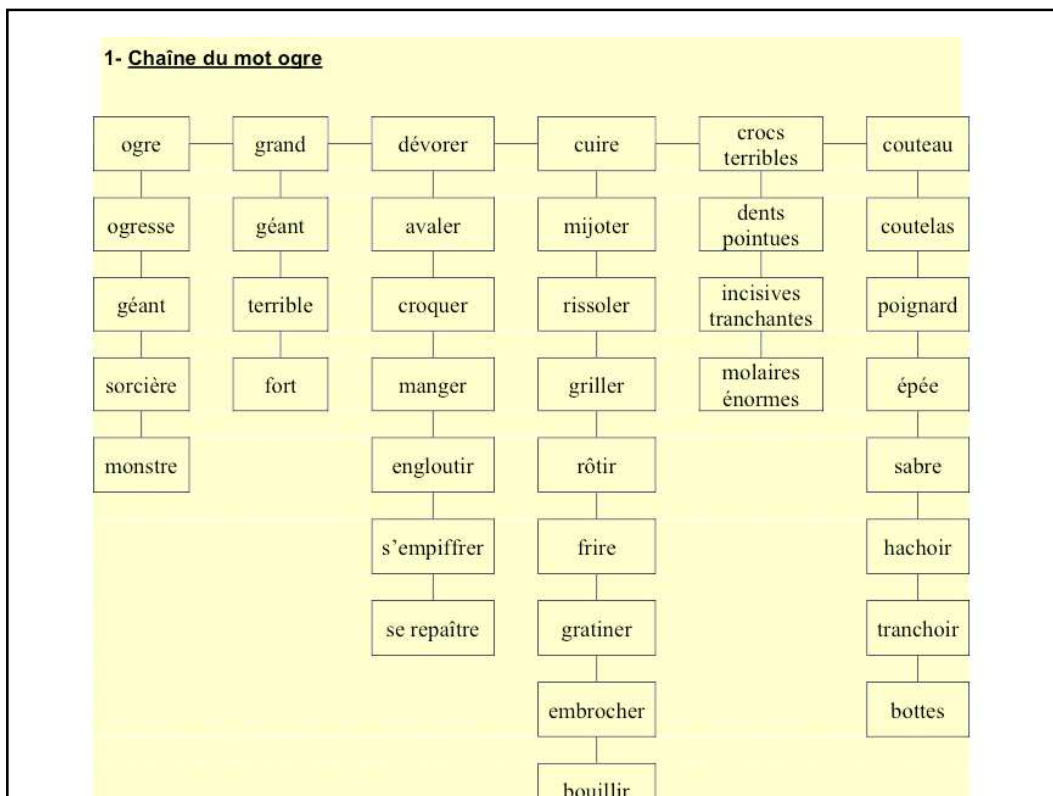 1- Chaîne du mot ogre
ogre
grand
dévorer
cuire
crocs
terribles
couteau
ogresse
géant
avaler
mijoter
dents
pointues
coutelas
géant
terrible
croquer
rissoler
incisives
tranchantes
poignard
sorcière
fort
manger
griller
molaires
énormes
épée
monstre
engloutir
rôtir
sabre
s'empiffrer
frire
hachoir
se repaître
gratiner
tranchoir
embrocher
bottes
bouillir